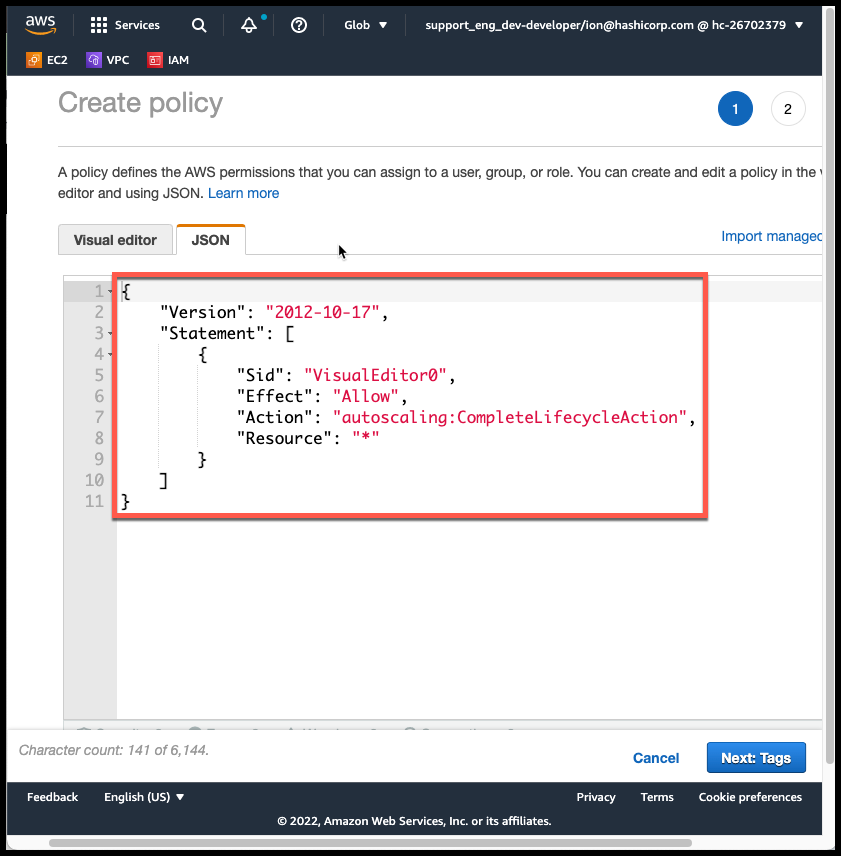 aws Services Glob support_eng_dev-developer/ion@hashicorp.com @ hc-26702379
EC2 VPC IAM
Create policy
1 2
A policy defines the AWS permissions that you can assign to a user, group, or role. You can create and edit a policy in the
editor and using JSON. Learn more
Visual editor JSON
Import managed
1 {
2 "Version": "2012-10-17",
3 "Statement": [
4 {
5 "Sid": "VisualEditor0",
6 "Effect": "Allow",
7 "Action": "autoscaling:CompleteLifecycleAction",
8 "Resource": "*"
9 }
10 ]
11 }
Character count: 141 of 6,144.
Cancel Next: Tags
Feedback English (US) Privacy Terms Cookie preferences
© 2022, Amazon Web Services, Inc. or its affiliates.